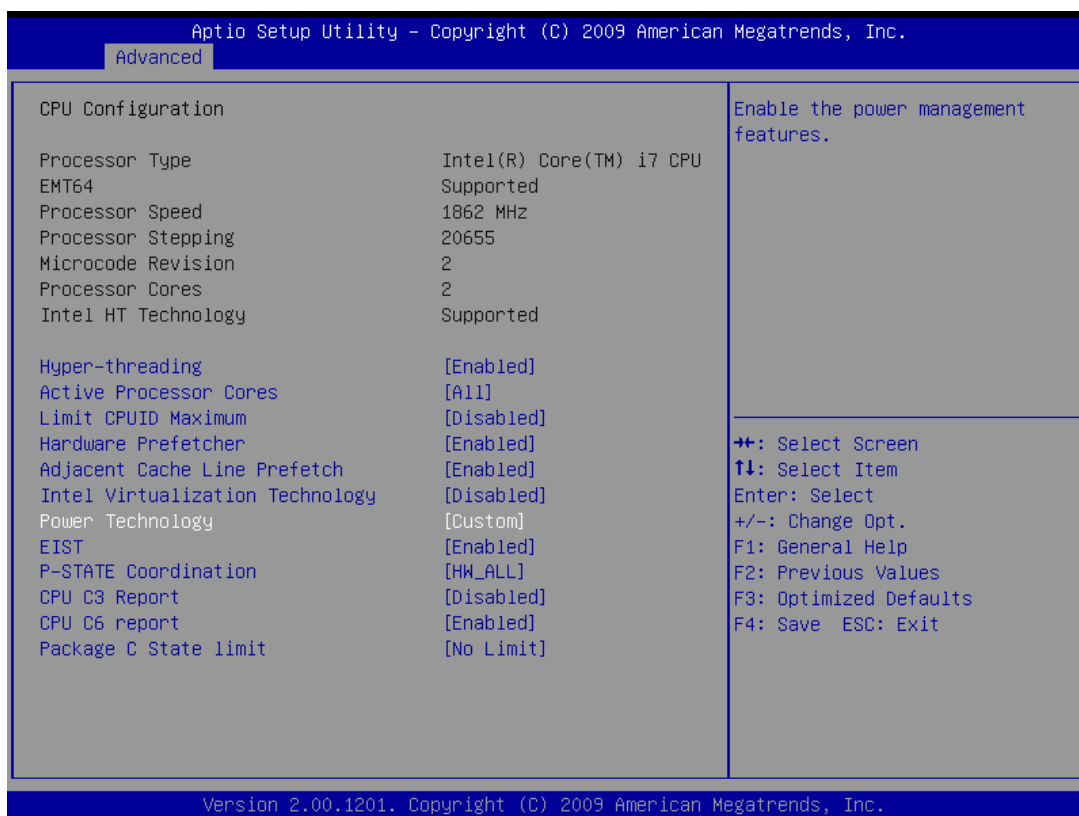 Aptio Setup Utility – Copyright (C) 2009 American Megatrends, Inc.
Advanced
CPU Configuration
Processor Type Intel(R) Core(TM) i7 CPU
EMT64 Supported
Processor Speed 1862 MHz
Processor Stepping 20655
Microcode Revision 2
Processor Cores 2
Intel HT Technology Supported
Hyper-threading [Enabled]
Active Processor Cores [All]
Limit CPUID Maximum [Disabled]
Hardware Prefetcher [Enabled]
Adjacent Cache Line Prefetch [Enabled]
Intel Virtualization Technology [Disabled]
Power Technology [Custom]
EIST [Enabled]
P-STATE Coordination [HW_ALL]
CPU C3 Report [Disabled]
CPU C6 report [Enabled]
Package C State limit [No Limit]
Enable the power management
features.
→←: Select Screen
↑↓: Select Item
Enter: Select
+/-: Change Opt.
F1: General Help
F2: Previous Values
F3: Optimized Defaults
F4: Save ESC: Exit
Version 2.00.1201. Copyright (C) 2009 American Megatrends, Inc.